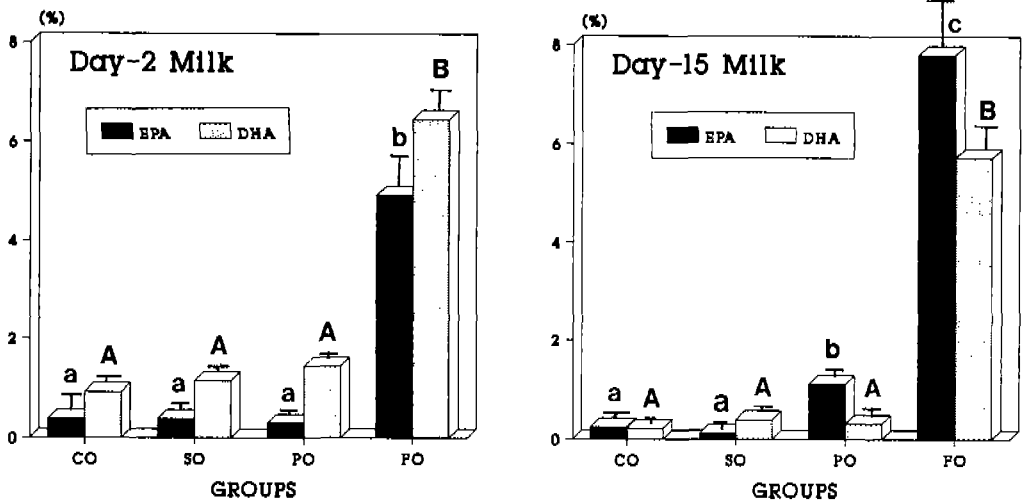 (%)
Day-2 Milk
EPA DHA
8
6
4
2
0
a A a A a A b B
CO SO PO FO
GROUPS
(%)
Day-15 Milk
EPA DHA
8
6
4
2
0
a A a A b A c B
CO SO PO FO
GROUPS